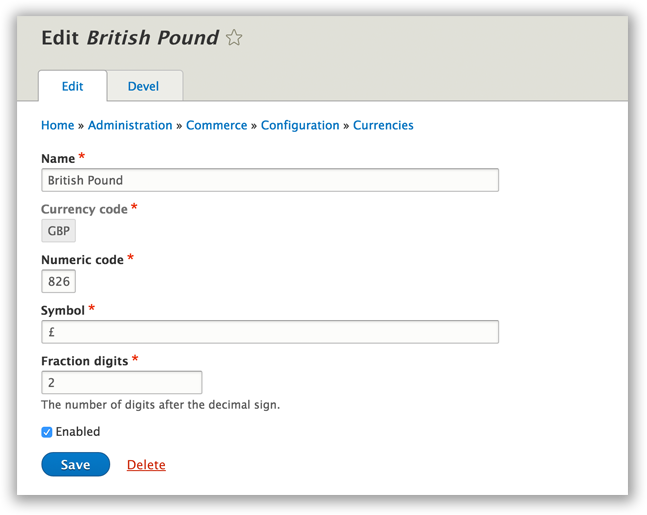 Edit British Pound
Edit Devel
Home » Administration » Commerce » Configuration » Currencies
Name *
British Pound
Currency code *
GBP
Numeric code *
826
Symbol *
£
Fraction digits *
2
The number of digits after the decimal sign.
Enabled
Save Delete